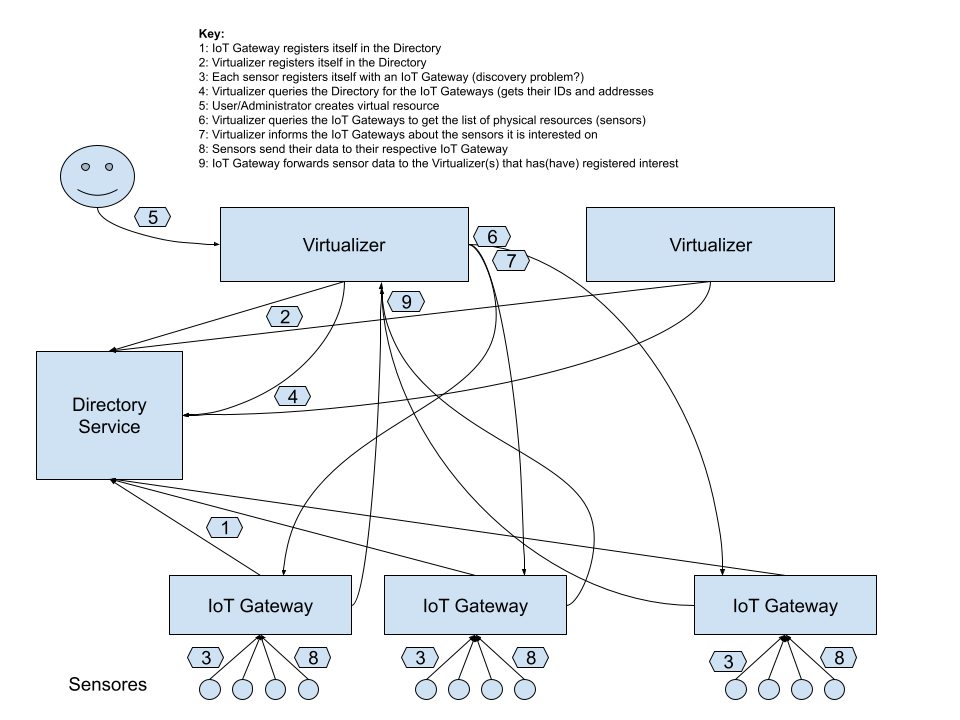 Key:
1: IoT Gateway registers itself in the Directory
2: Virtualizer registers itself in the Directory
3: Each sensor registers itself with an IoT Gateway (discovery problem?)
4: Virtualizer queries the Directory for the IoT Gateways (gets their IDs and addresses
5: User/Administrator creates virtual resource
6: Virtualizer queries the IoT Gateways to get the list of physical resources (sensors)
7: Virtualizer informs the IoT Gateways about the sensors it is interested on
8: Sensors send their data to their respective IoT Gateway
9: IoT Gateway forwards sensor data to the Virtualizer(s) that has(have) registered interest
5
Virtualizer
6
7
Virtualizer
9
2
4
Directory
Service
1
IoT Gateway
IoT Gateway
IoT Gateway
3
8
3
8
3
8
Sensores